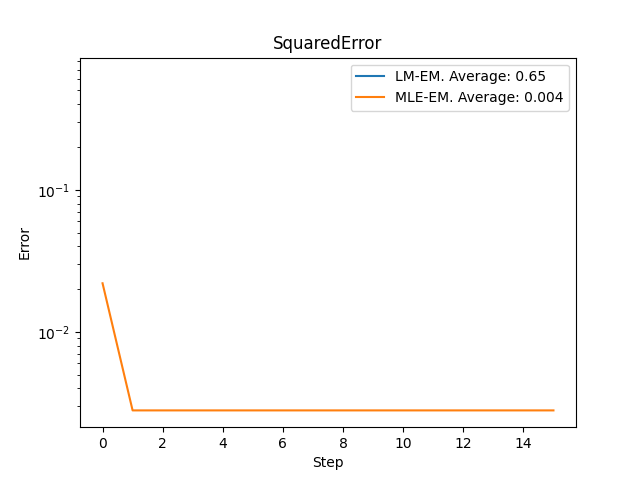 SquaredError
LM-EM. Average: 0.65
MLE-EM. Average: 0.004
Error
10⁻¹
10⁻²
0 2 4 6 8 10 12 14
Step